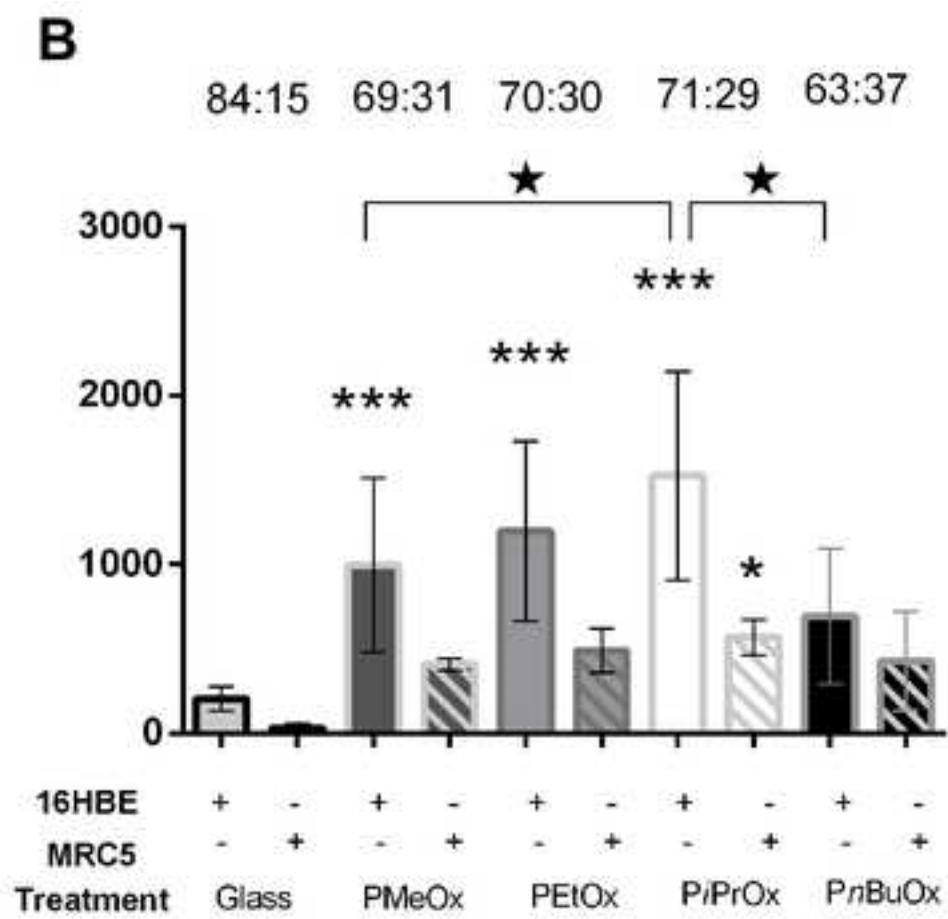 B
84:15 69:31 70:30 71:29 63:37
★ ★
3000
***
***
2000
***
1000
*
0
16HBE + - + - + - + - + -
MRC5 - + - + - + - + - +
Treatment Glass PMeOx PEtOx PiPrOx PnBuOx